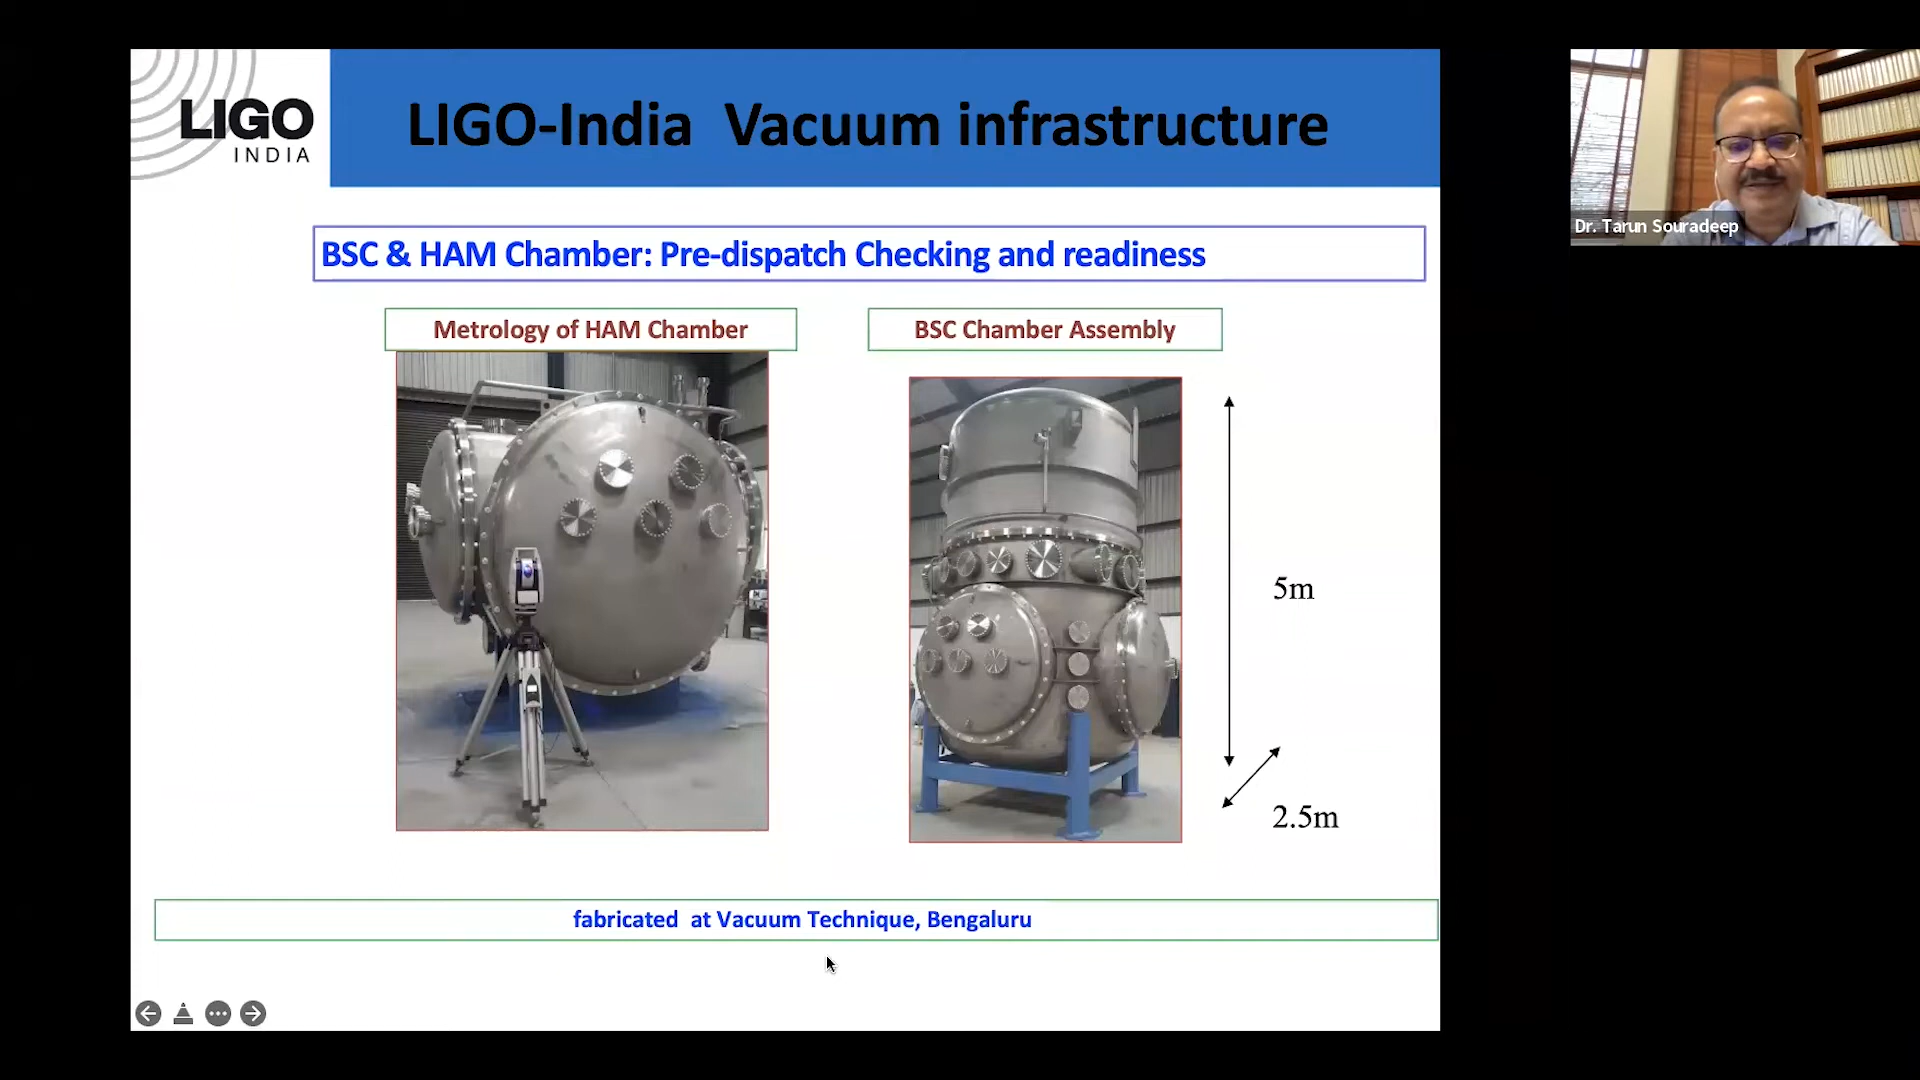 LIGO
INDIA
LIGO-India Vacuum infrastructure
BSC & HAM Chamber: Pre-dispatch Checking and readiness
Metrology of HAM Chamber
BSC Chamber Assembly
5m
2.5m
fabricated at Vacuum Technique, Bengaluru
Dr. Tarun Souradeep